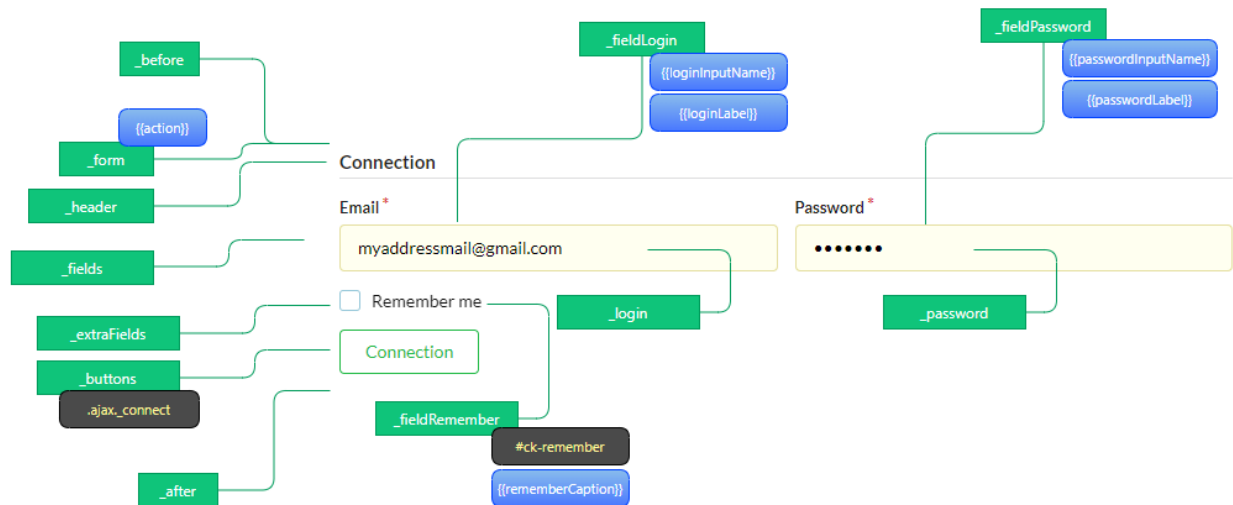 _fieldLogin
_fieldPassword
_before
{{loginInputName}}
{{passwordInputName}}
{{loginLabel}}
{{passwordLabel}}
{{action}}
_form
Connection
_header
Email *
Password *
myaddressmail@gmail.com
•••••••
_fields
Remember me
_login
_password
_extraFields
Connection
_buttons
.ajax._connect
_fieldRemember
#ck-remember
_after
{{rememberCaption}}